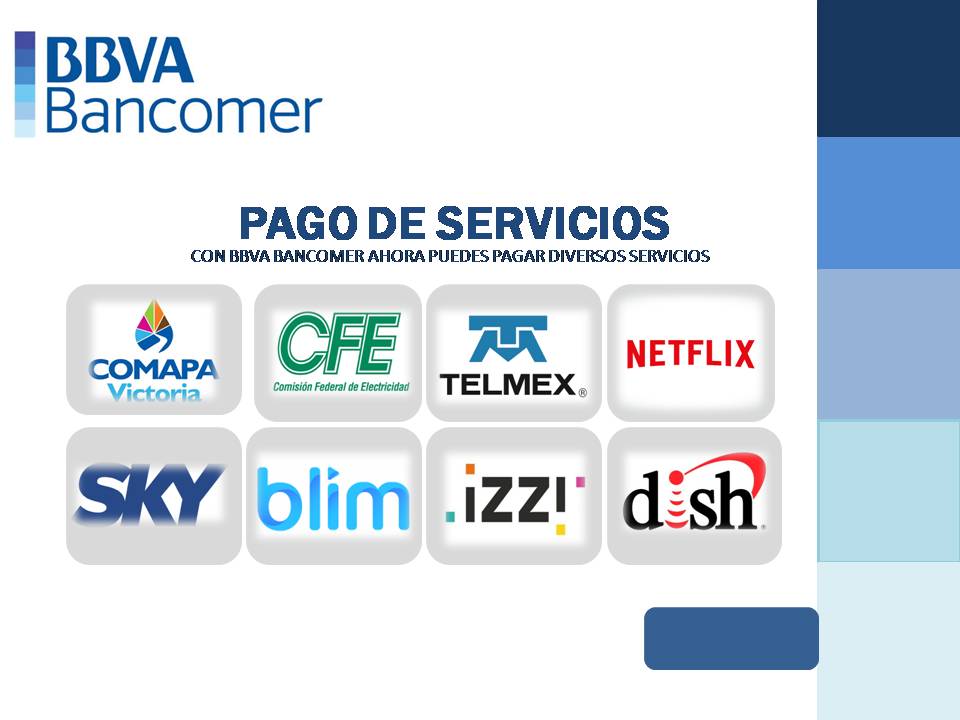 BBVA
Bancomer
PAGO DE SERVICIOS
CON BBVA BANCOMER AHORA PUEDES PAGAR DIVERSOS SERVICIOS
COMAPA
Victoria
CFE
Comisión Federal de Electricidad
TELMEX®
NETFLIX
SKY
blim
izzi
dish®